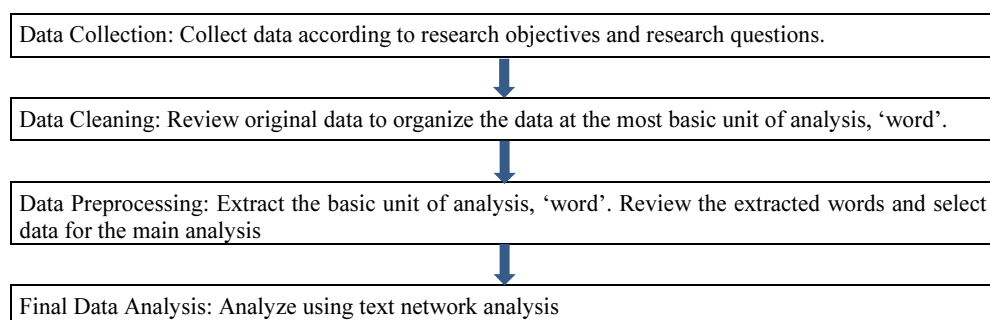 Data Collection: Collect data according to research objectives and research questions.
Data Cleaning: Review original data to organize the data at the most basic unit of analysis, ‘word’.
Data Preprocessing: Extract the basic unit of analysis, ‘word’. Review the extracted words and select
data for the main analysis
Final Data Analysis: Analyze using text network analysis